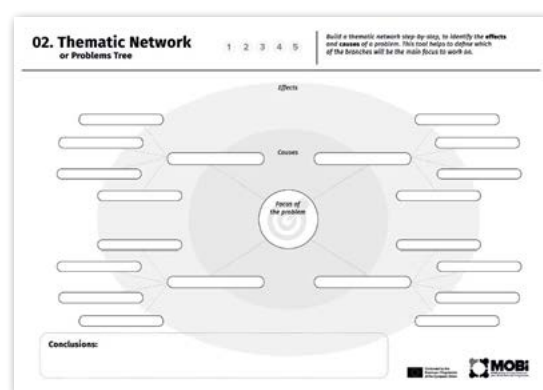 02. Thematic Network
or Problems Tree
1 2 3 4 5
Build a thematic network step-by-step, to identify the effects
and causes of a problem. This tool helps to define which
of the branches will be the main focus to work on.
Effects
Causes
Focus of
the problem
Conclusions:
MOBi